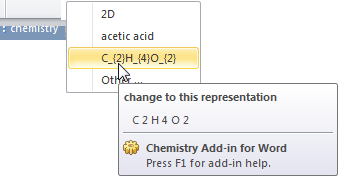 : chemistry
2D
acetic acid
C_{2}H_{4}O_{2}
Other ...
change to this representation
C 2 H 4 O 2
Chemistry Add-in for Word
Press F1 for add-in help.